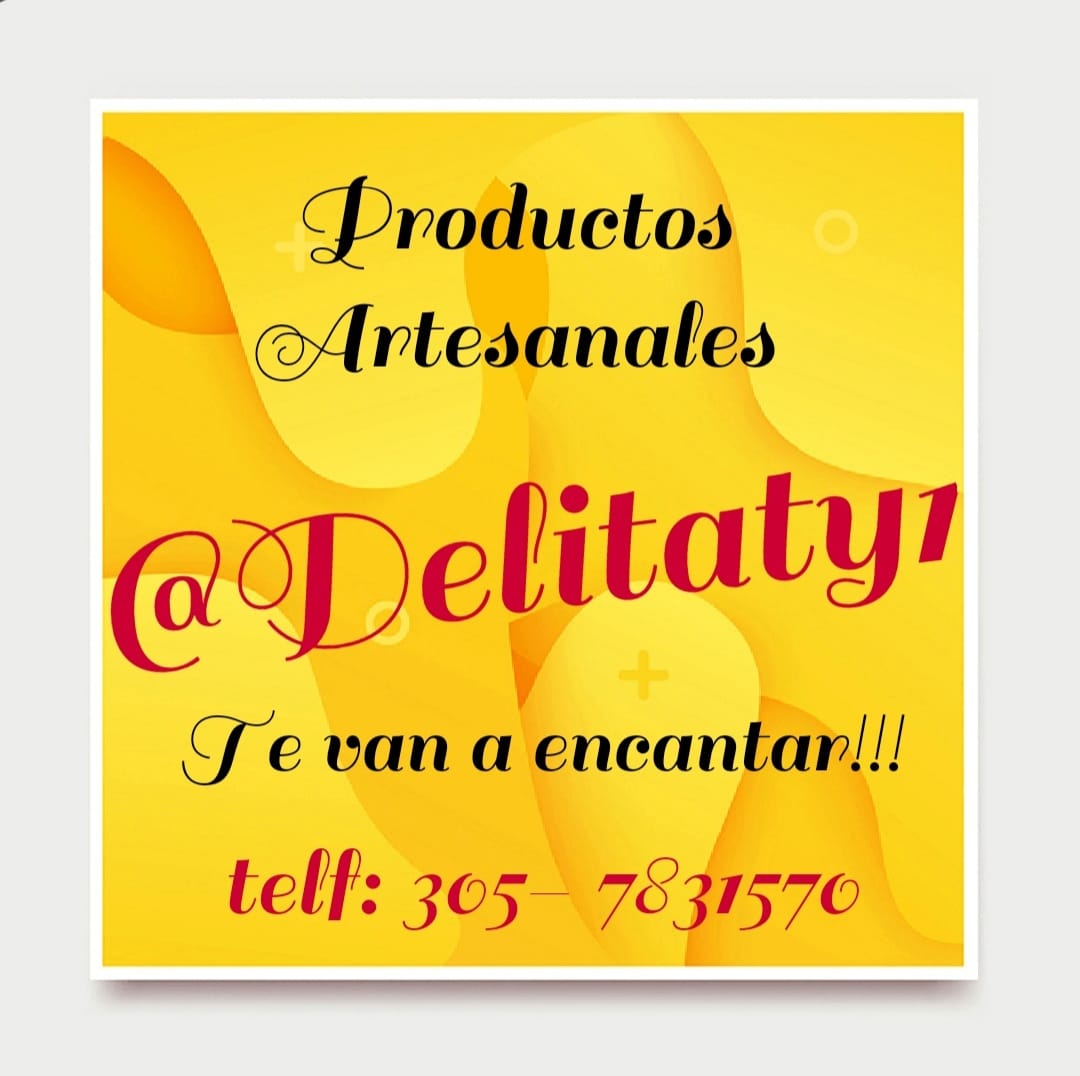 Productos
Artesanales
@Delitaty1
Te van a encantar!!!
telf: 305- 7831570